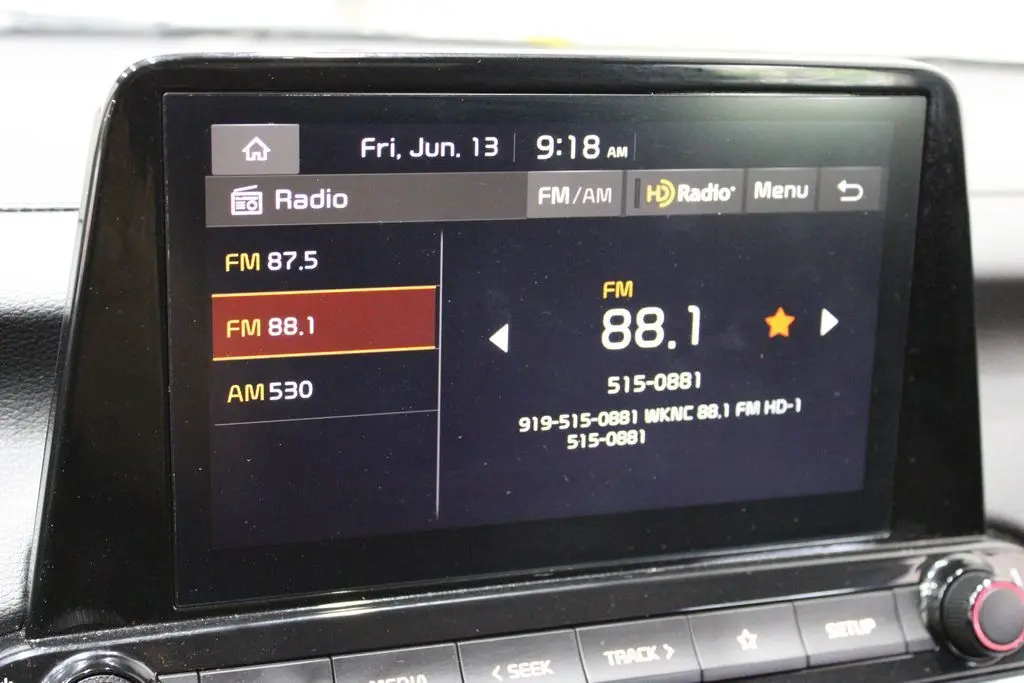 Fri, Jun. 13 9:18 AM
Radio FM/AM HD Radio Menu
FM 87.5
FM 88.1
AM 530
FM
88.1
515-0881
919-515-0881 WKNC 88.1 FM HD-1
515-0881
MEDIA < SEEK TRACK > SETUP